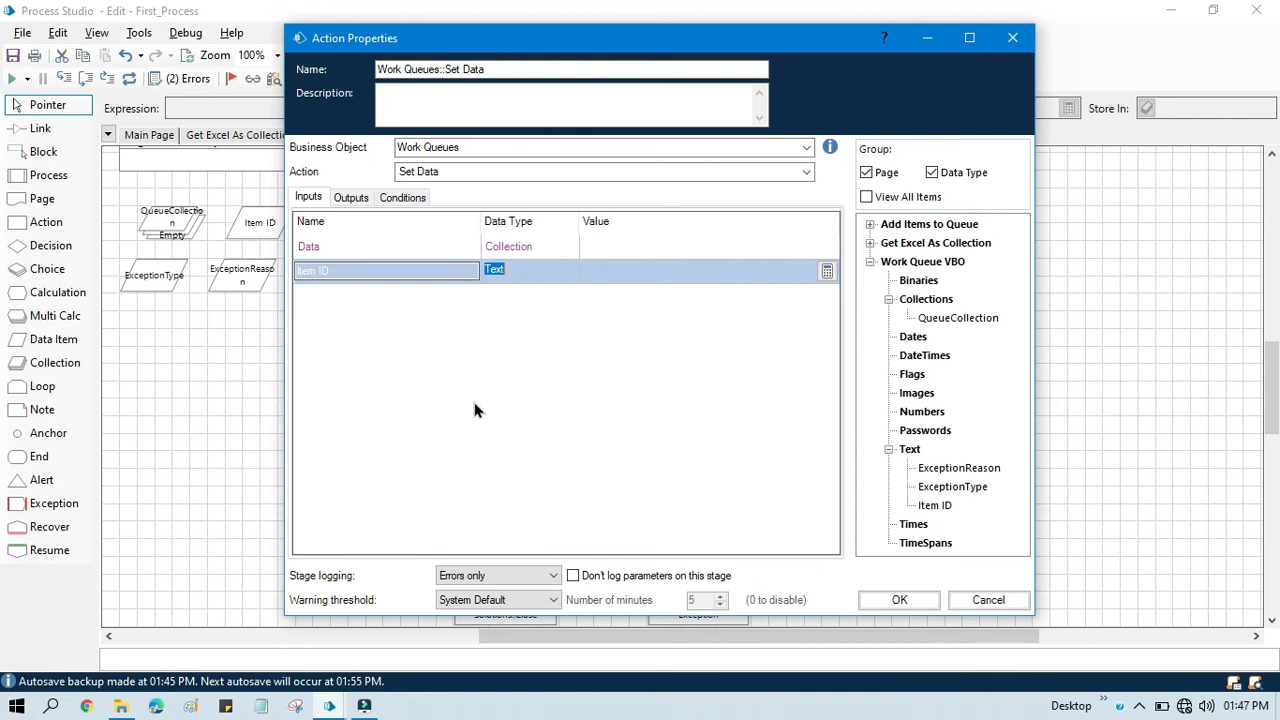 Process Studio - Edit - First_Process
File Edit View Tools Debug Help
Zoom 100%
(2) Errors
Expression:
Store In:
Pointer
Link
Block
Process
Page
Action
Decision
Choice
Calculation
Multi Calc
Data Item
Collection
Loop
Note
Anchor
End
Alert
Exception
Recover
Resume
Main Page
Get Excel As Collectio
QueueCollectio
n
Empty
Item ID
ExceptionType
ExceptionReaso
n
Action Properties
?
Name: Work Queues::Set Data
Description:
Business Object Work Queues
Action Set Data
Inputs Outputs Conditions
Name Data Type Value
Data Collection
Item ID Text
Group:
Page Data Type
View All Items
Add Items to Queue
Get Excel As Collection
Work Queue VBO
Binaries
Collections
QueueCollection
Dates
DateTimes
Flags
Images
Numbers
Passwords
Text
ExceptionReason
ExceptionType
Item ID
Times
TimeSpans
Stage logging: Errors only Don't log parameters on this stage
Warning threshold: System Default Number of minutes 5 (0 to disable)
OK Cancel
Exception
Autosave backup made at 01:45 PM. Next autosave will occur at 01:55 PM.
Desktop
01:47 PM